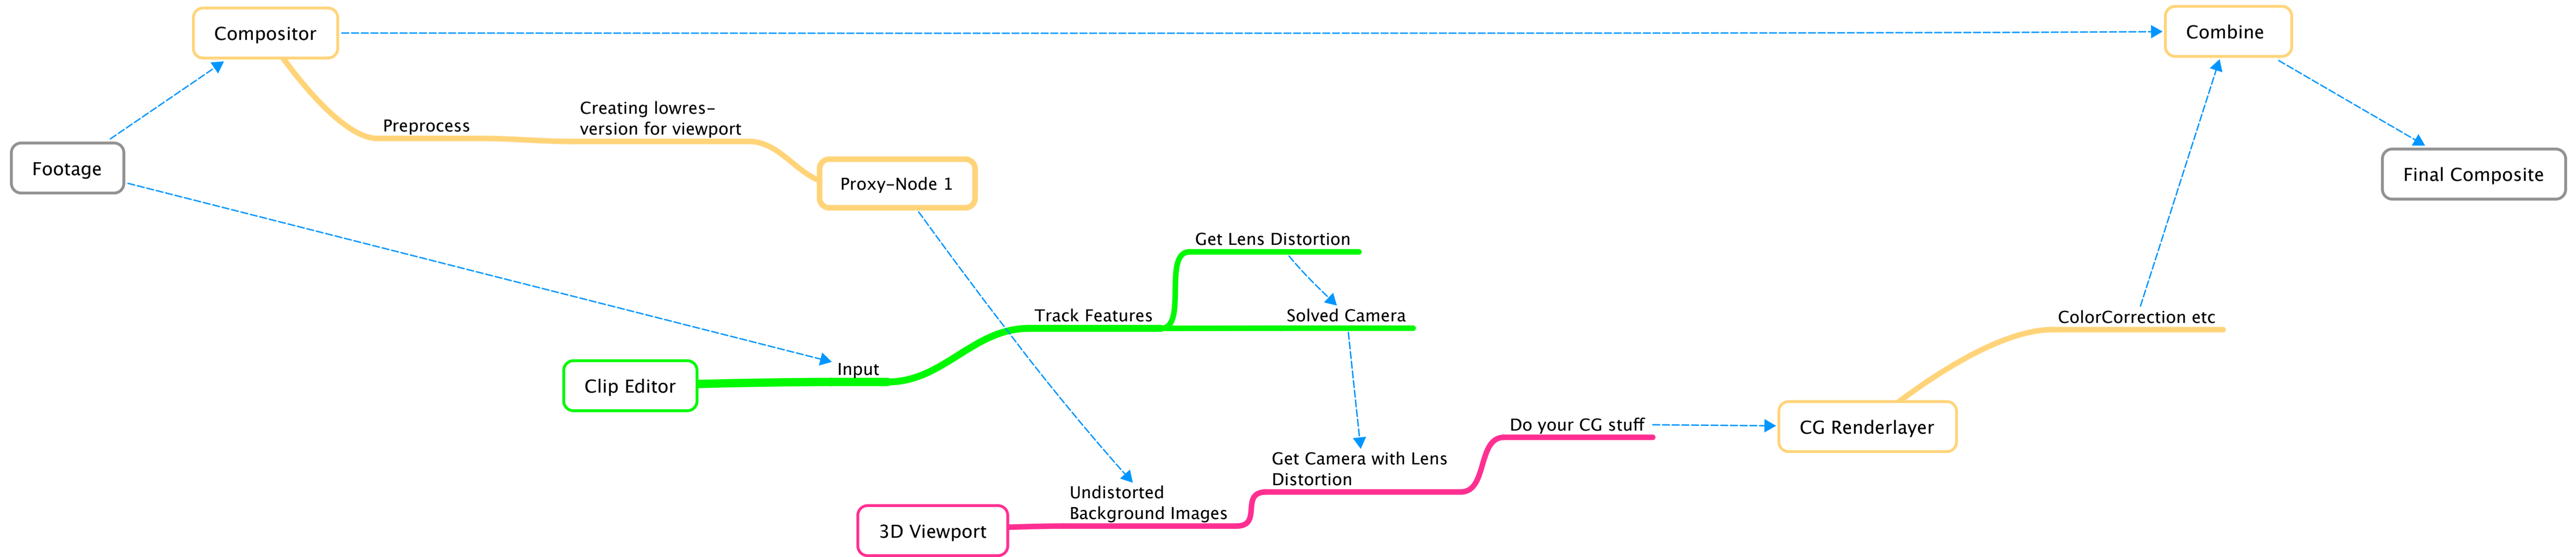 Compositor
Combine
Creating lowres-
version for viewport
Preprocess
Footage
Proxy-Node 1
Final Composite
Get Lens Distortion
Track Features
Solved Camera
ColorCorrection etc
Input
Clip Editor
Do your CG stuff
CG Renderlayer
Get Camera with Lens
Distortion
Undistorted
Background Images
3D Viewport